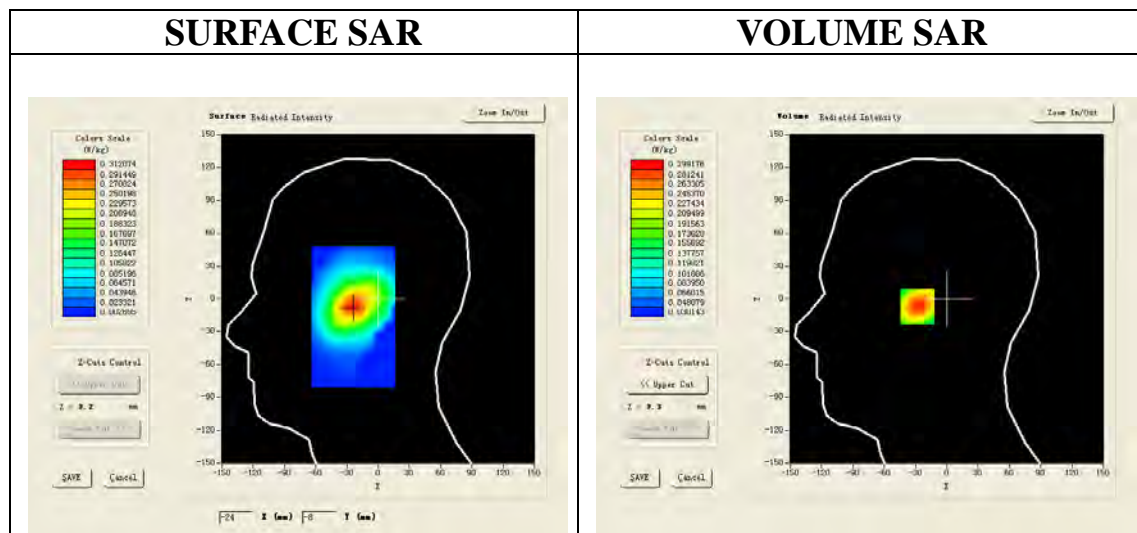 SURFACE SAR
VOLUME SAR
Surface Radiated Intensity
Zoom In/Out
Colors Scale
(W/kg)
0.312074
0.291449
0.270824
0.250198
0.229573
0.208948
0.188323
0.167697
0.147072
0.126447
0.105822
0.085196
0.064571
0.043946
0.023321
150
120
90
60
30
0
-30
-60
-90
-120
-150
-150 -120 -90 -60 -30 0 30 60 90 120 150
Z-Cuts Control
mm
SAVE
Cancel
-24 X (mm) -8 Y (mm)
Volume Radiated Intensity
Zoom In/Out
Colors Scale
(W/kg)
0.299176
0.281241
0.263305
0.245370
0.227434
0.209499
0.191563
0.155692
0.137757
0.119821
0.083950
0.066015
0.048079
0.030143
150
120
90
60
30
0
-30
-60
-90
-120
-150
-150 -120 -90 -60 -30 0 30 60 90 120 150
Z-Cuts Control
<< Upper Cut
mm
SAVE
Cancel